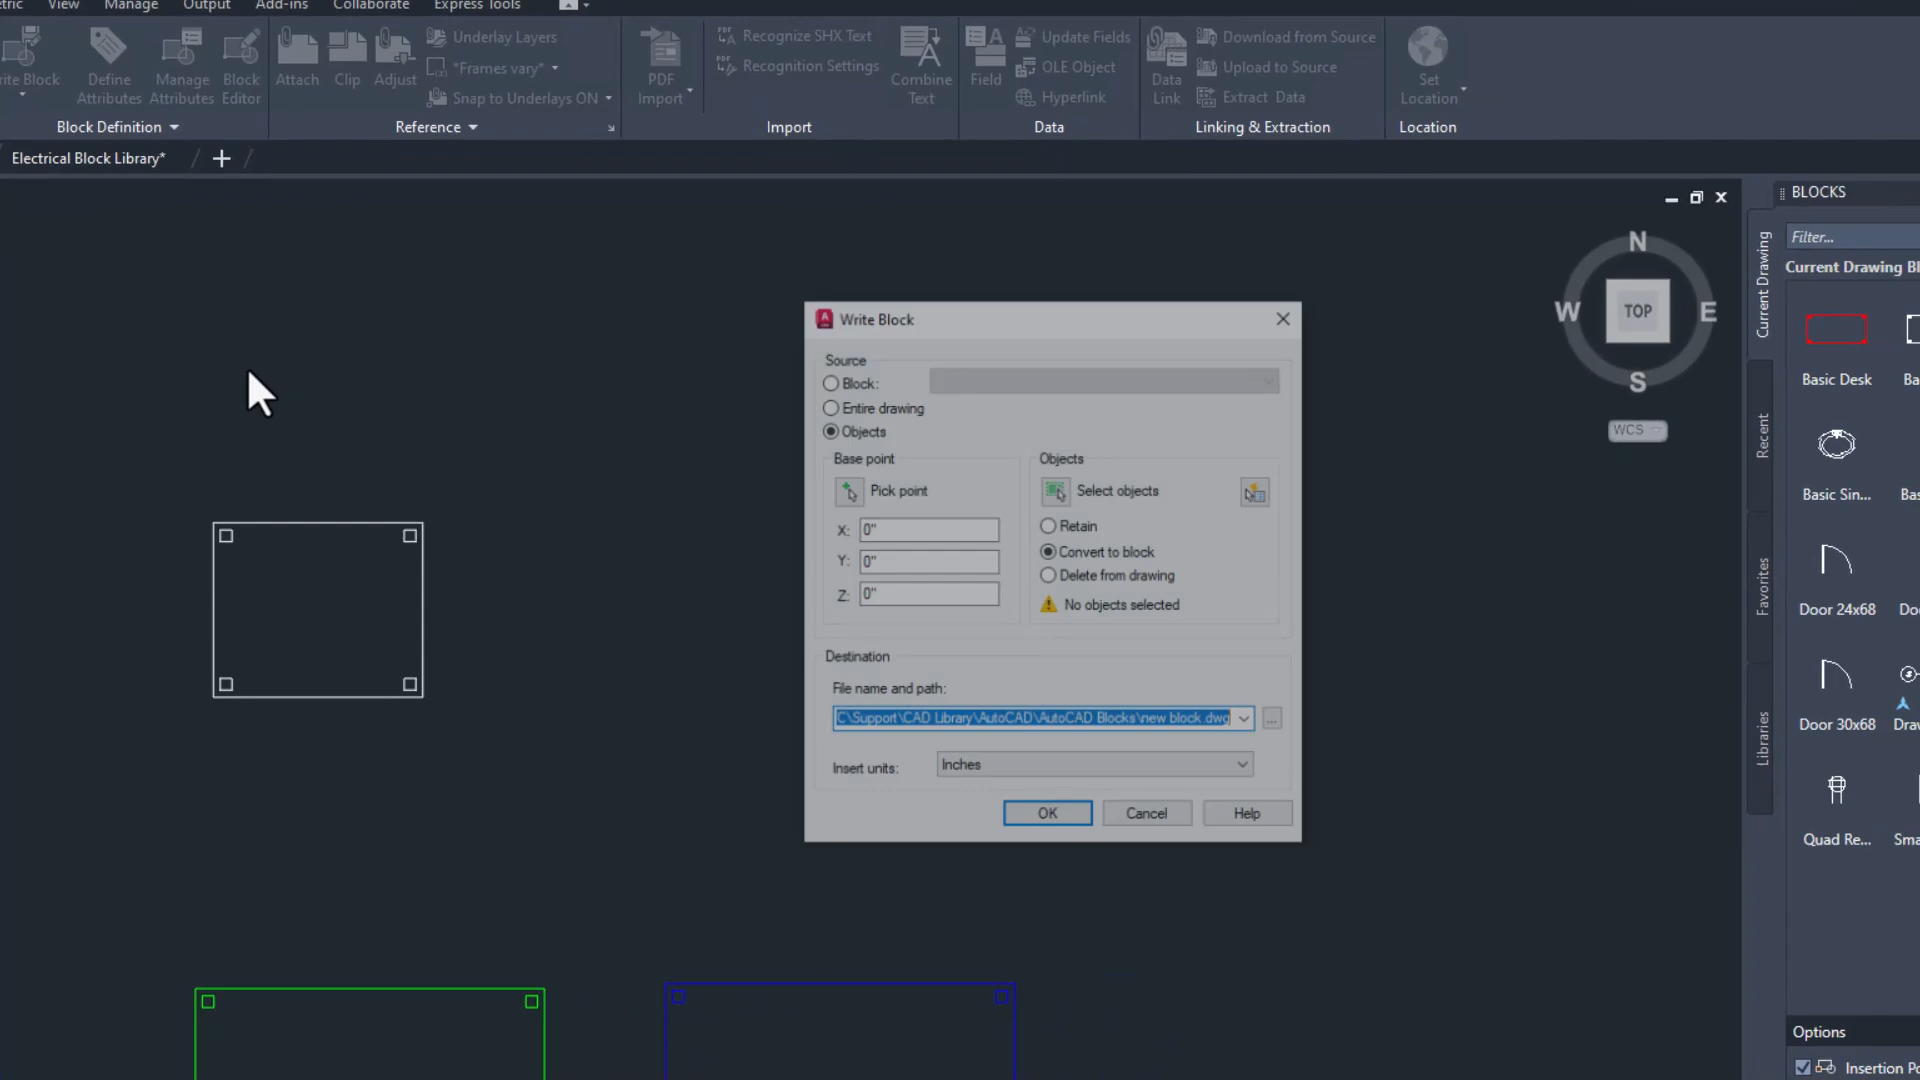 View Manage Output Add-ins Collaborate Express Tools
Block
Define
Attributes
Manage
Attributes
Block
Editor
Attach
Clip
Adjust
Underlay Layers
*Frames vary*
Snap to Underlays ON
PDF
Import
Recognize SHX Text
Recognition Settings
Combine
Text
Field
Update Fields
OLE Object
Hyperlink
Data
Link
Download from Source
Upload to Source
Extract Data
Set
Location
Block Definition
Reference
Import
Data
Linking & Extraction
Location
Electrical Block Library*
BLOCKS
Filter...
Current Drawing Bl
Current Drawing
Recent
Favorites
Libraries
Basic Desk
Ba
Basic Sin...
Bas
Door 24x68
Do
Door 30x68
Draw
Quad Re...
Sma
Options
Insertion Po
N
W
TOP
E
S
WCS
Write Block
Source
Block:
Entire drawing
Objects
Base point
Pick point
X: 0"
Y: 0"
Z: 0"
Objects
Select objects
Retain
Convert to block
Delete from drawing
No objects selected
Destination
File name and path:
C\Support\CAD Library\AutoCAD\AutoCAD Blocks\new block.dwg
...
Insert units: Inches
OK Cancel Help